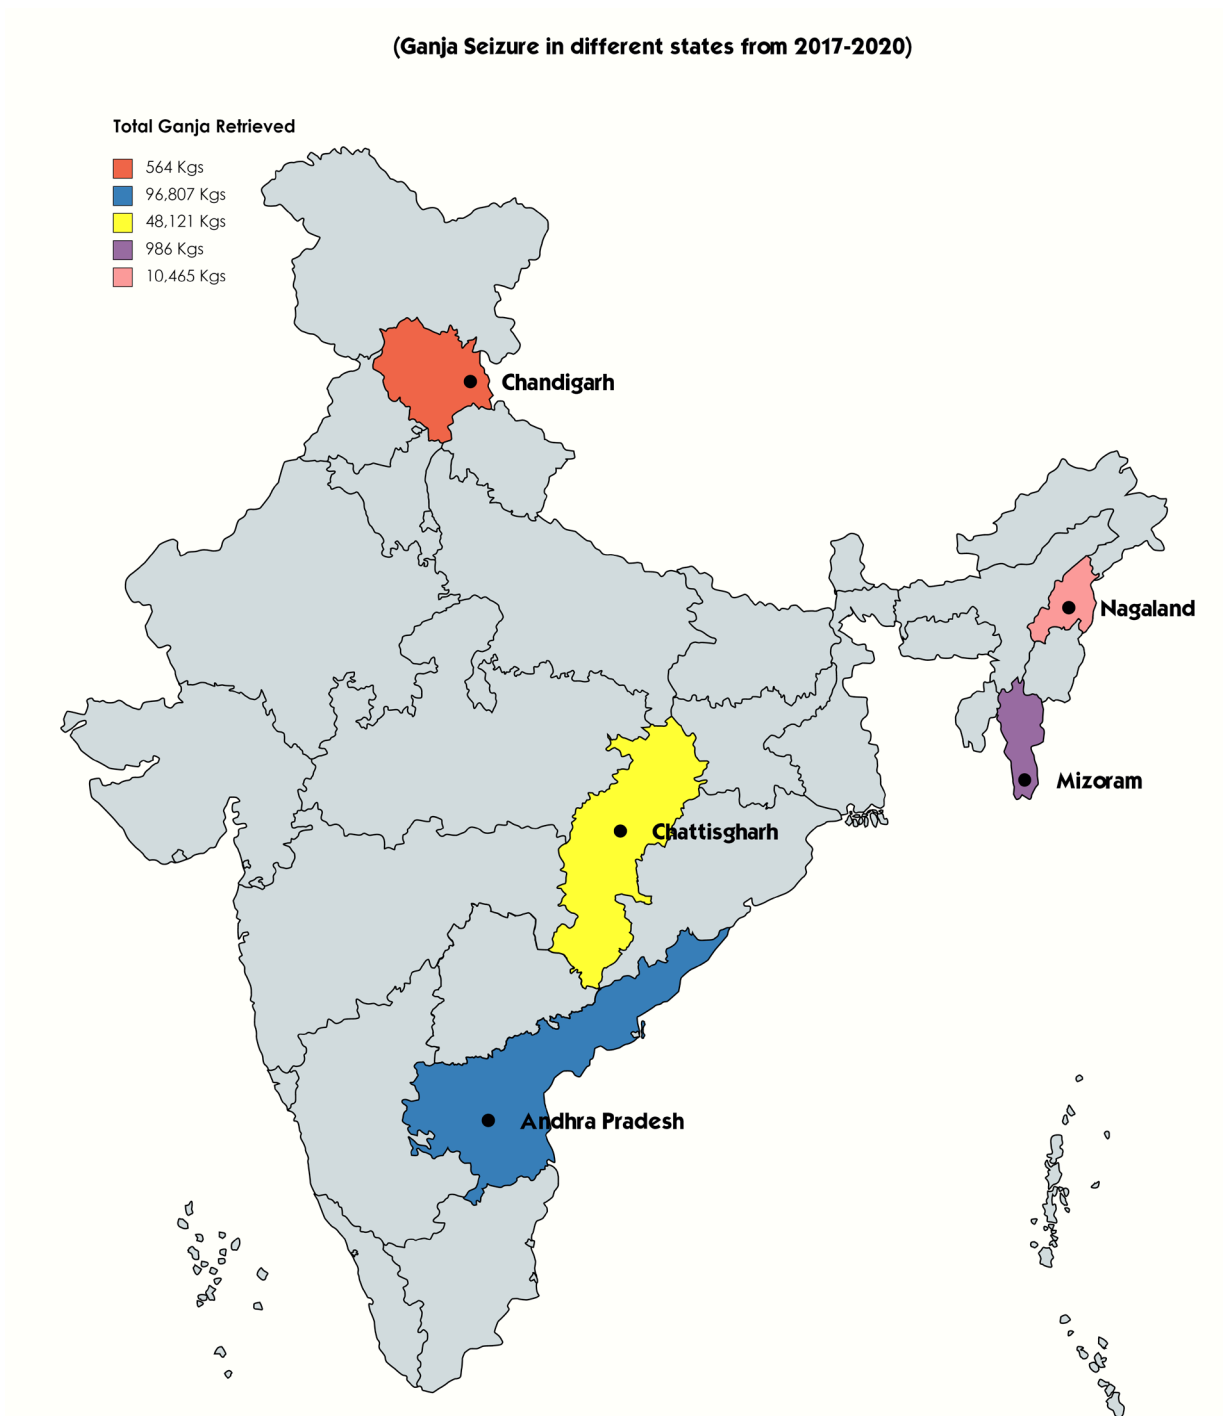 (Ganja Seizure in different states from 2017-2020)
Total Ganja Retrieved
564 Kgs
96,807 Kgs
48,121 Kgs
986 Kgs
10,465 Kgs
Chandigarh
Nagaland
Mizoram
Chattisgharh
Andhra Pradesh